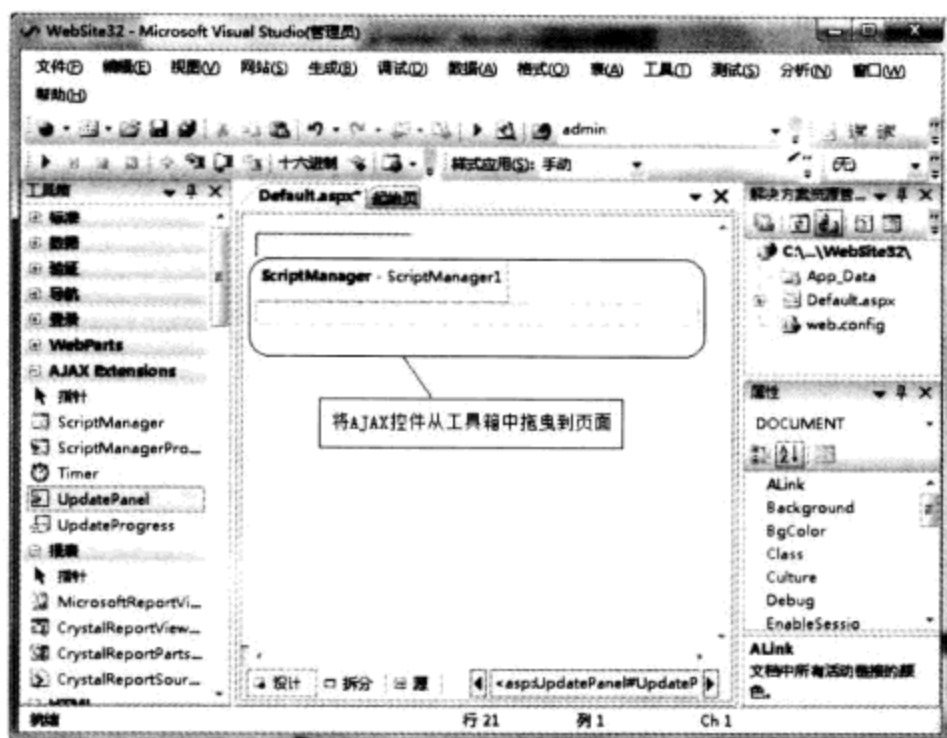 WebSite32 - Microsoft Visual Studio(管理员)
文件(F) 编辑(E) 视图(V) 网站(S) 生成(B) 调试(D) 数据(A) 格式(O) 表(A) 工具(T) 测试(S) 分析(N) 窗口(W)
帮助(H)
admin
十六进制 样式应用(S): 手动 (无)
工具箱
标准
数据
验证
导航
登录
WebParts
AJAX Extensions
指针
ScriptManager
ScriptManagerPro...
Timer
UpdatePanel
UpdateProgress
报表
指针
MicrosoftReportVi...
CrystalReportView...
CrystalReportParts...
CrystalReportSour...
HTML
Default.aspx* 起始页
ScriptManager - ScriptManager1
将AJAX控件从工具箱中拖曳到页面
设计 拆分 源 <asp:UpdatePanel#UpdateP
解决方案资源管...
C:\...\WebSite32\
App_Data
Default.aspx
web.config
属性
DOCUMENT
ALink
Background
BgColor
Class
Culture
Debug
EnableSessio
ALink
文档中所有活动链接的颜色。
就绪 行 21 列 1 Ch 1